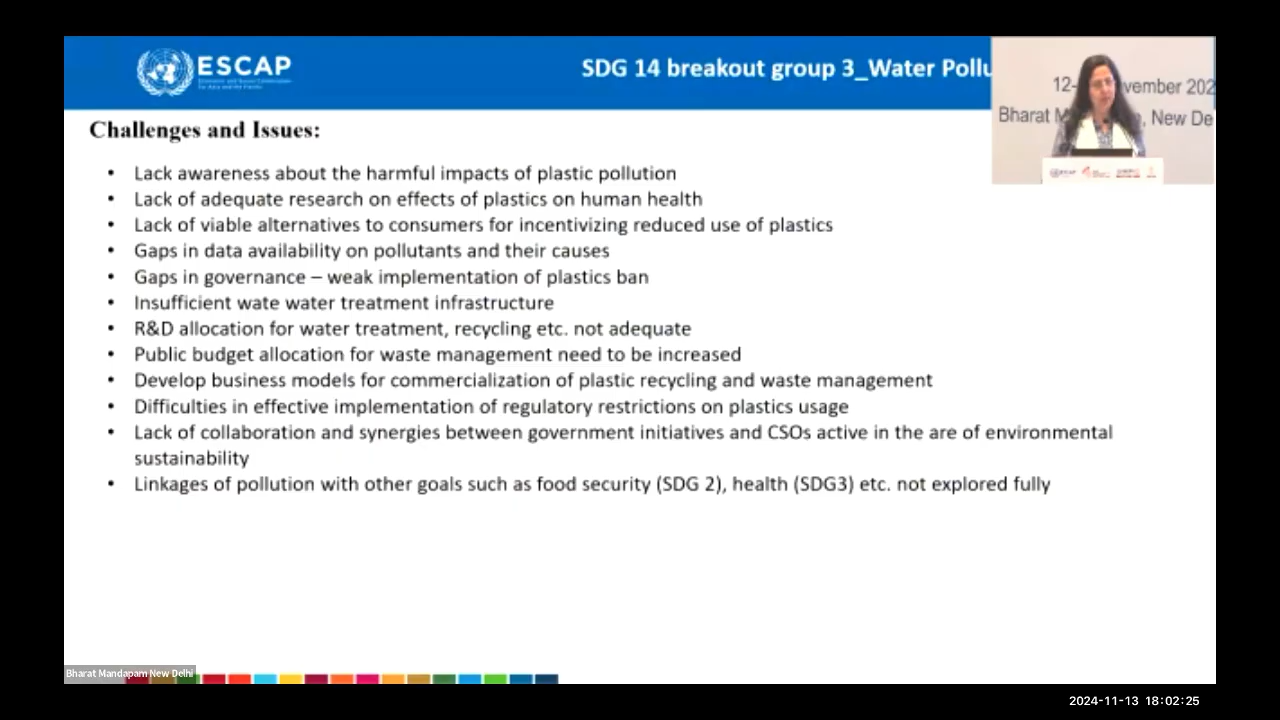 ESCAP
SDG 14 breakout group 3_Water Pollu
12- vember 202
Bharat M , New De
ESCAP
Challenges and Issues:
• Lack awareness about the harmful impacts of plastic pollution
• Lack of adequate research on effects of plastics on human health
• Lack of viable alternatives to consumers for incentivizing reduced use of plastics
• Gaps in data availability on pollutants and their causes
• Gaps in governance – weak implementation of plastics ban
• Insufficient wate water treatment infrastructure
• R&D allocation for water treatment, recycling etc. not adequate
• Public budget allocation for waste management need to be increased
• Develop business models for commercialization of plastic recycling and waste management
• Difficulties in effective implementation of regulatory restrictions on plastics usage
• Lack of collaboration and synergies between government initiatives and CSOs active in the are of environmental
sustainability
• Linkages of pollution with other goals such as food security (SDG 2), health (SDG3) etc. not explored fully
Bharat Mandapam New Delhi
2024-11-13 18:02:25